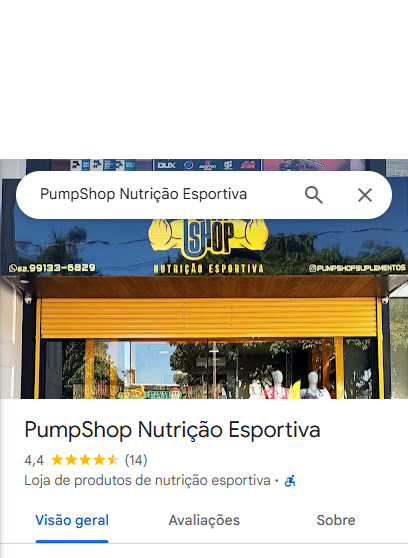 DUX
PumpShop Nutrição Esportiva
SHOP
NUTRIÇÃO ESPORTIVA
62.99133-6829
@PUMPSHOPSUPLEMENTOS
PumpShop Nutrição Esportiva
4,4 (14)
Loja de produtos de nutrição esportiva ·
Visão geral Avaliações Sobre